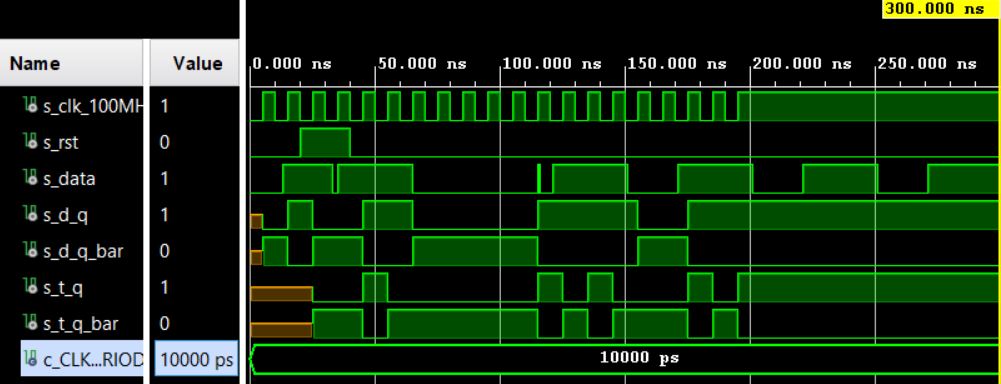 300.000 ns
Name Value
0.000 ns 50.000 ns 100.000 ns 150.000 ns 200.000 ns 250.000 ns
s_clk_100MH 1
s_rst 0
s_data 1
s_d_q 1
s_d_q_bar 0
s_t_q 1
s_t_q_bar 0
c_CLK...RIOD 10000 ps 10000 ps